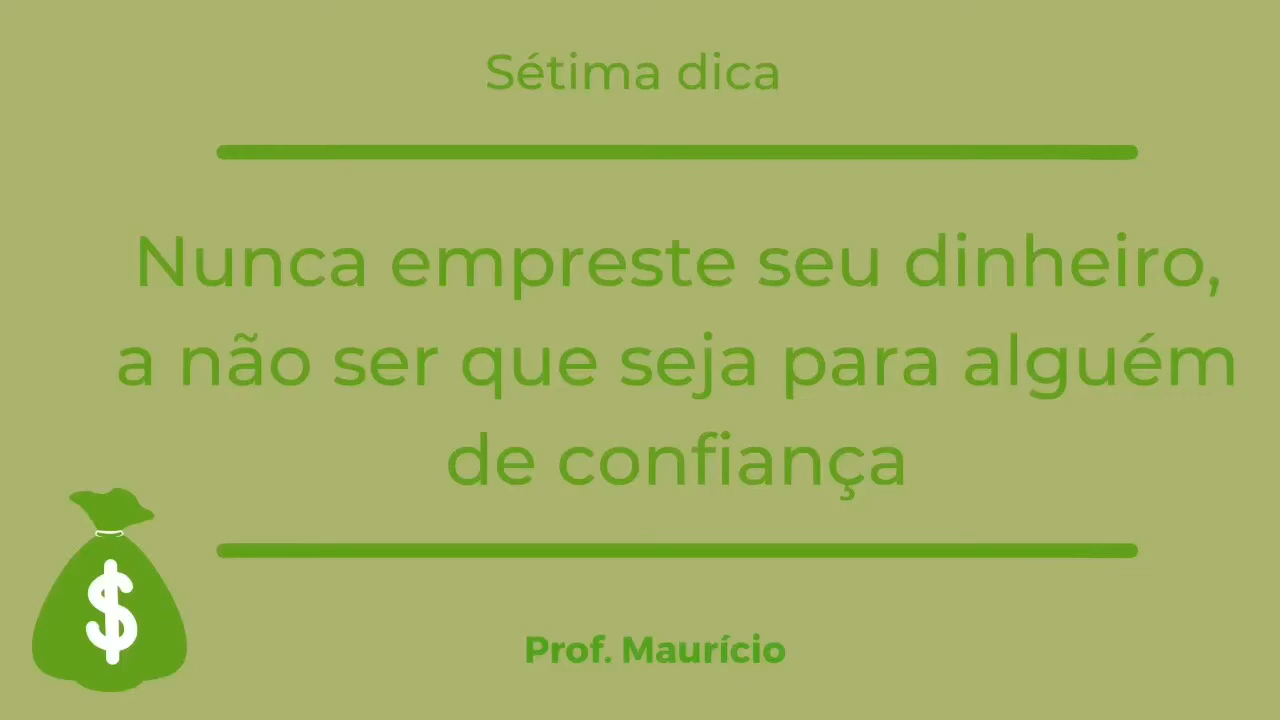 Sétima dica
Nunca empreste seu dinheiro,
a não ser que seja para alguém
de confiança
$
Prof. Maurício